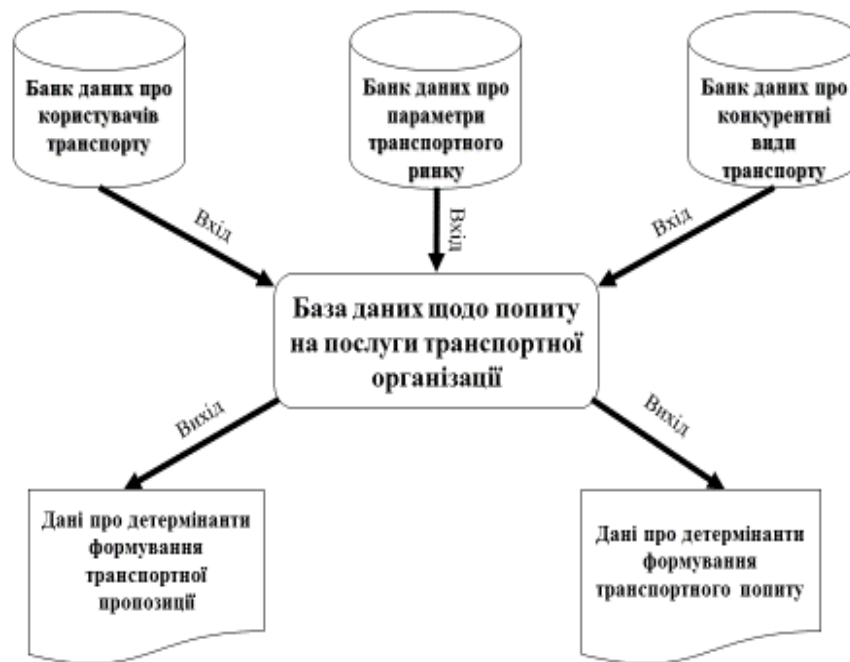 Банк даних про
користувачів
транспорту
Банк даних про
параметри
транспортного
ринку
Банк даних про
конкурентні
види
транспорту
Вхід
Вхід
Вхід
База даних щодо попиту
на послуги транспортної
організації
Вихід
Вихід
Дані про детермінанти
формування
транспортної
пропозиції
Дані про детермінанти
формування
транспортного попиту